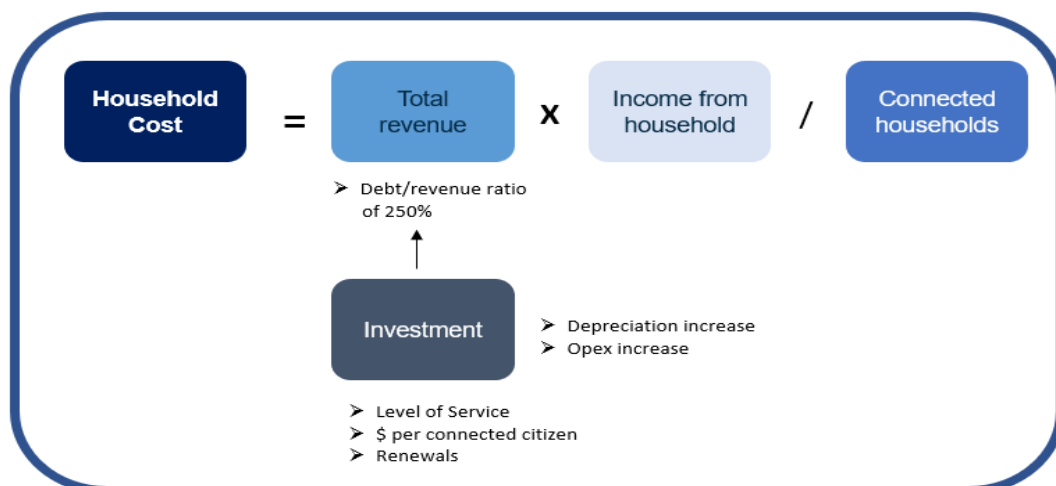 Household
Cost
=
Total
revenue
x
Income from
household
/
Connected
households
➢ Debt/revenue ratio
of 250%
Investment
➢ Depreciation increase
➢ Opex increase
➢ Level of Service
➢ $ per connected citizen
➢ Renewals